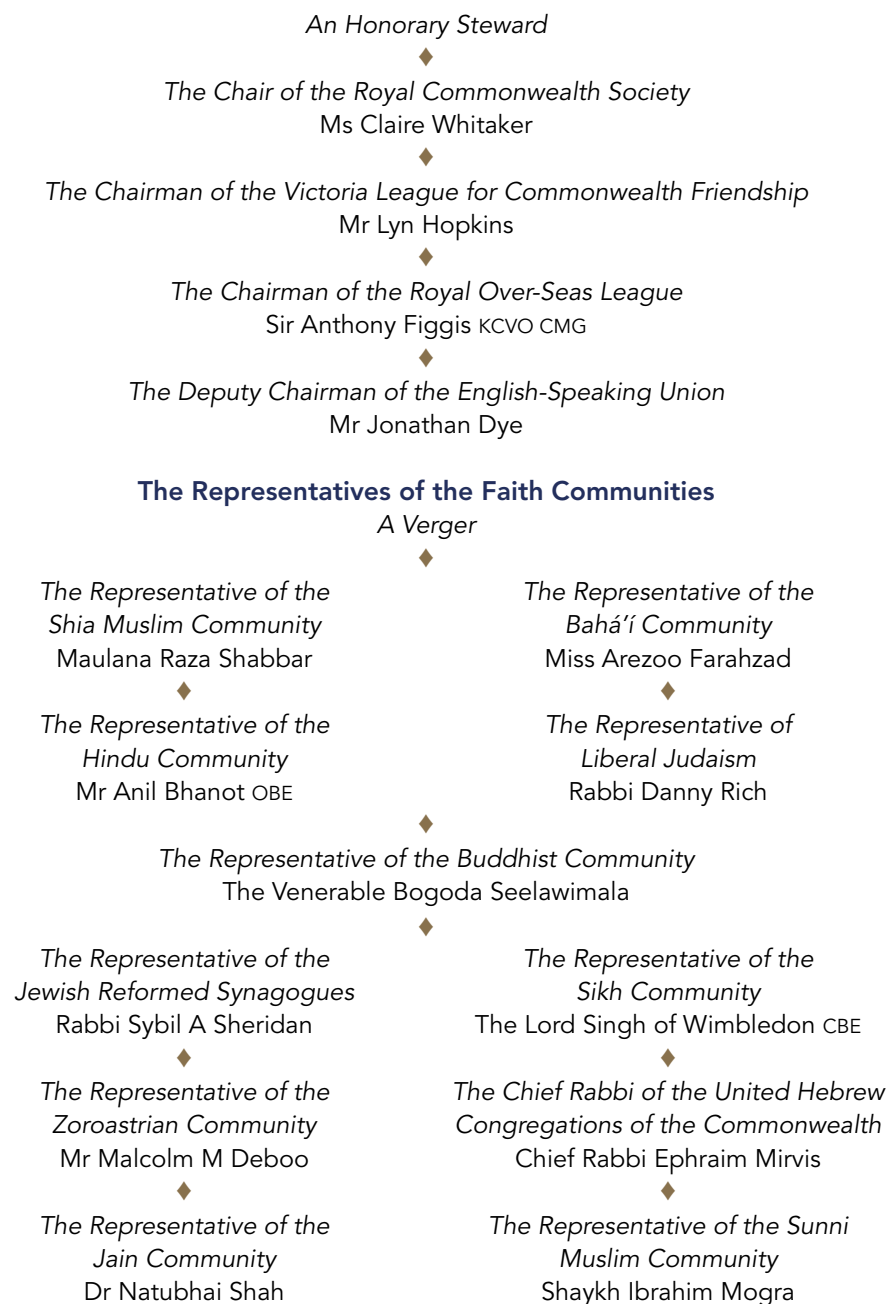 An Honorary Steward
♦
The Chair of the Royal Commonwealth Society
Ms Claire Whitaker
♦
The Chairman of the Victoria League for Commonwealth Friendship
Mr Lyn Hopkins
♦
The Chairman of the Royal Over-Seas League
Sir Anthony Figgis KCVO CMG
♦
The Deputy Chairman of the English-Speaking Union
Mr Jonathan Dye
The Representatives of the Faith Communities
A Verger
♦
The Representative of the
Shia Muslim Community
Maulana Raza Shabbar
♦
The Representative of the
Hindu Community
Mr Anil Bhanot OBE
The Representative of the
Bahá’í Community
Miss Arezoo Farahzad
♦
The Representative of
Liberal Judaism
Rabbi Danny Rich
♦
The Representative of the Buddhist Community
The Venerable Bogoda Seelawimala
♦
The Representative of the
Jewish Reformed Synagogues
Rabbi Sybil A Sheridan
♦
The Representative of the
Zoroastrian Community
Mr Malcolm M Deboo
♦
The Representative of the
Jain Community
Dr Natubhai Shah
The Representative of the
Sikh Community
The Lord Singh of Wimbledon CBE
♦
The Chief Rabbi of the United Hebrew
Congregations of the Commonwealth
Chief Rabbi Ephraim Mirvis
♦
The Representative of the Sunni
Muslim Community
Shaykh Ibrahim Mogra